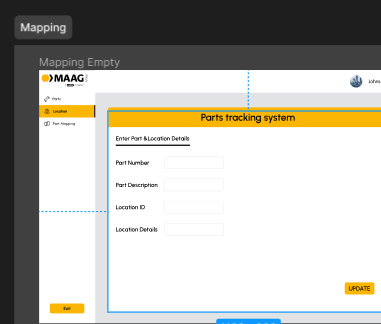 Mapping
Mapping Empty
MAAG
Johns
Parts
Location
Part Mapping
Parts tracking system
Enter Part &Location Details
Part Number
Part Description
Location ID
Location Details
UPDATE
Exit